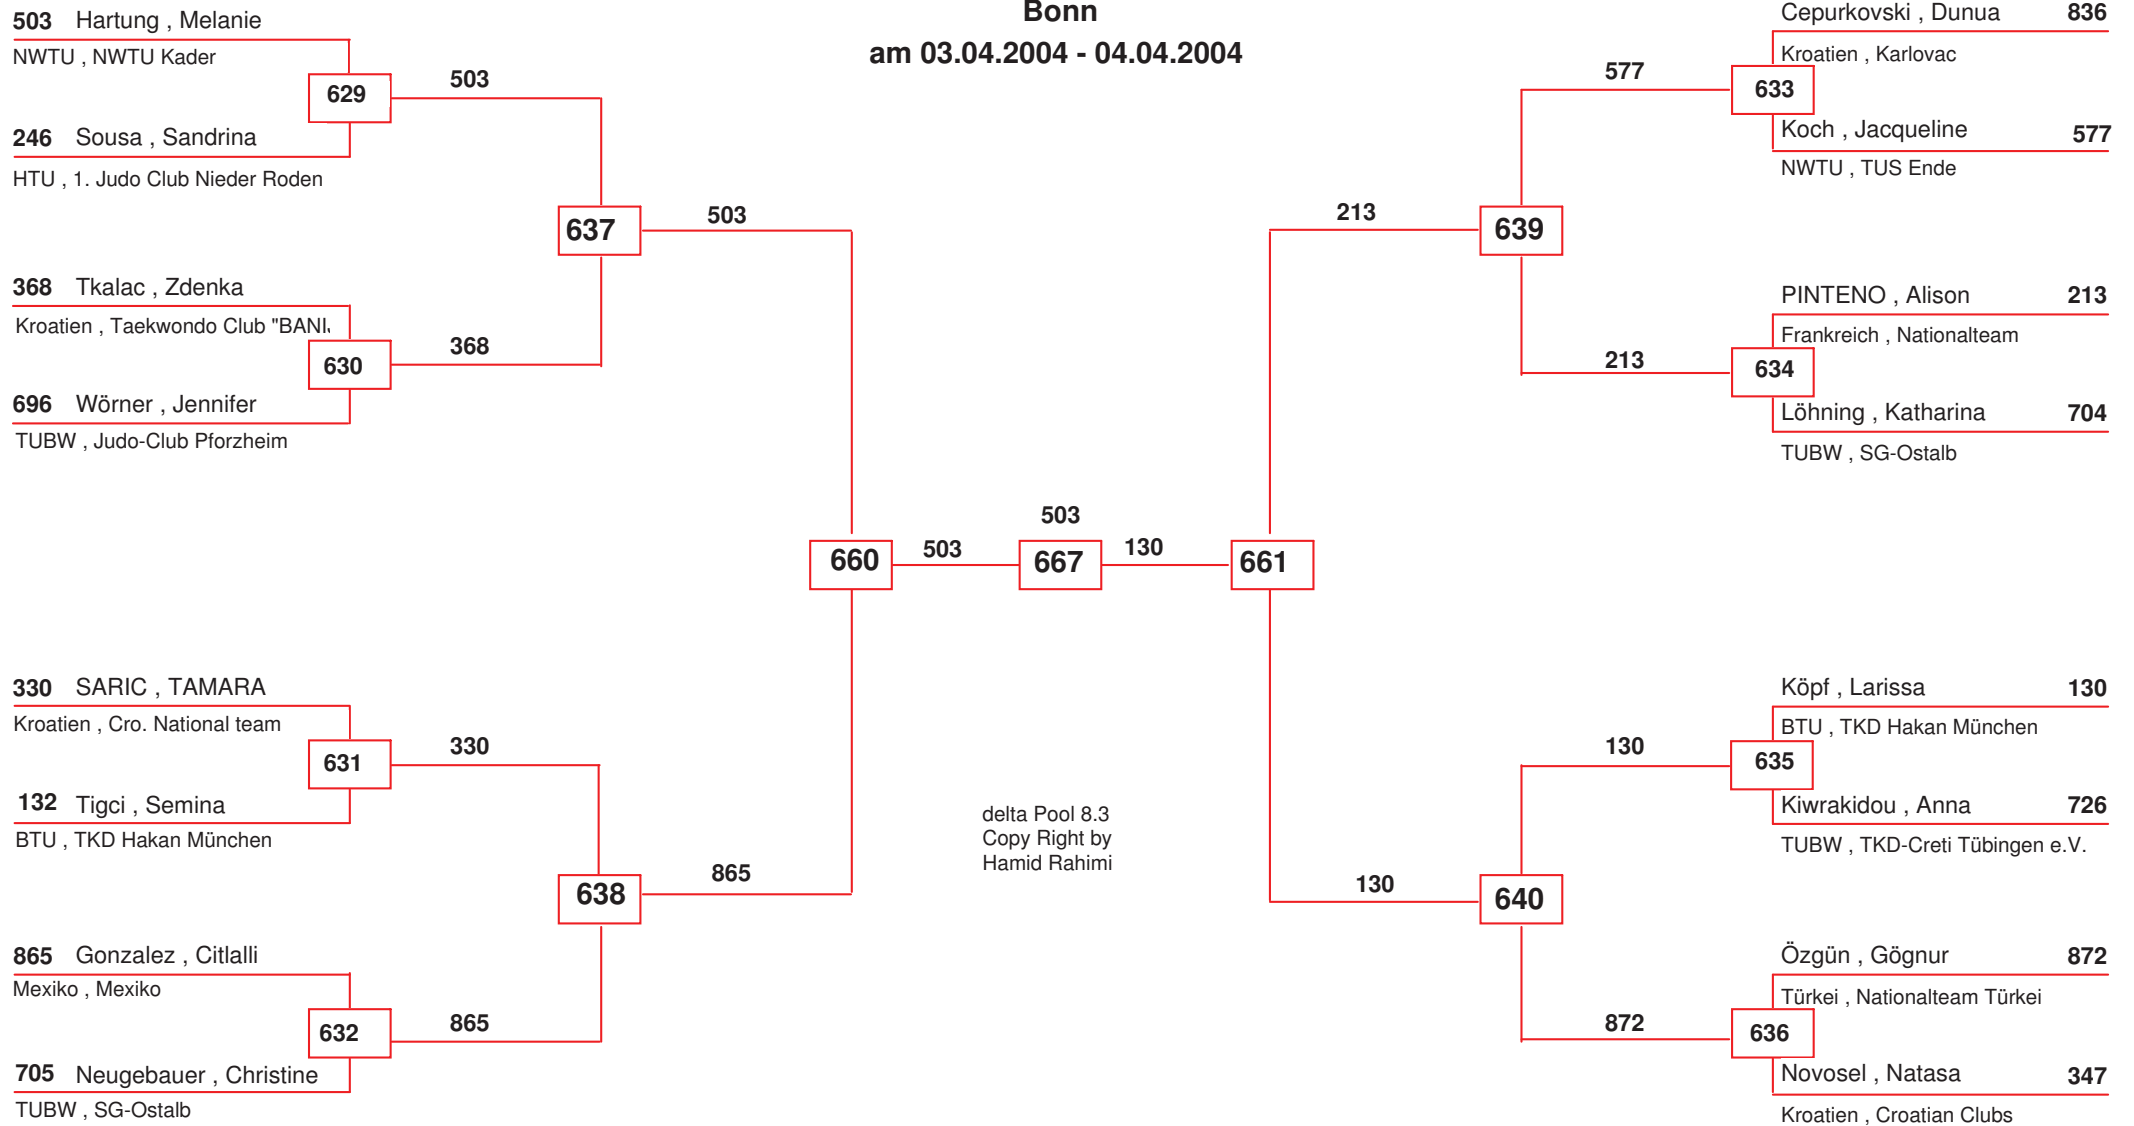 Bonn
am 03.04.2004 - 04.04.2004
503 Hartung , Melanie
NWTU , NWTU Kader
629
503
246 Sousa , Sandrina
HTU , 1. Judo Club Nieder Roden
637
503
368 Tkalac , Zdenka
Kroatien , Taekwondo Club "BANI
630
368
696 Wörner , Jennifer
TUBW , Judo-Club Pforzheim
330 SARIC , TAMARA
Kroatien , Cro. National team
631
330
132 Tigci , Semina
BTU , TKD Hakan München
638
865
865 Gonzalez , Citlalli
Mexiko , Mexiko
632
865
705 Neugebauer , Christine
TUBW , SG-Ostalb
503
660 503 667 130 661
delta Pool 8.3
Copy Right by
Hamid Rahimi
Cepurkovski , Dunua 836
Kroatien , Karlovac
577
633
Koch , Jacqueline 577
NWTU , TUS Ende
213
639
PINTENO , Alison 213
Frankreich , Nationalteam
213
634
Löhning , Katharina 704
TUBW , SG-Ostalb
Köpf , Larissa 130
BTU , TKD Hakan München
130
635
Kiwrakidou , Anna 726
TUBW , TKD-Creti Tübingen e.V.
130
640
Özgün , Gögnur 872
Türkei , Nationalteam Türkei
872
636
Novosel , Natasa 347
Kroatien , Croatian Clubs